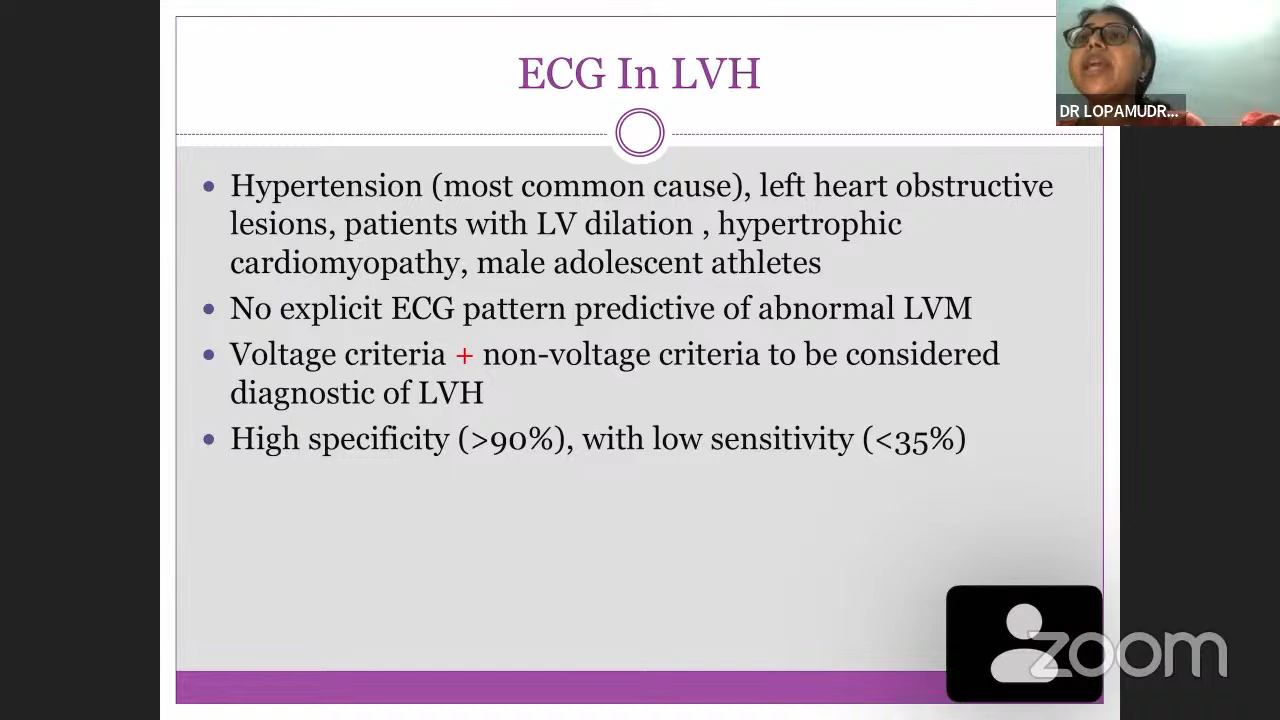 ECG In LVH
DR LOPAMUDR...
Hypertension (most common cause), left heart obstructive
lesions, patients with LV dilation , hypertrophic
cardiomyopathy, male adolescent athletes
No explicit ECG pattern predictive of abnormal LVM
Voltage criteria + non-voltage criteria to be considered
diagnostic of LVH
High specificity (>90%), with low sensitivity (<35%)
zoom